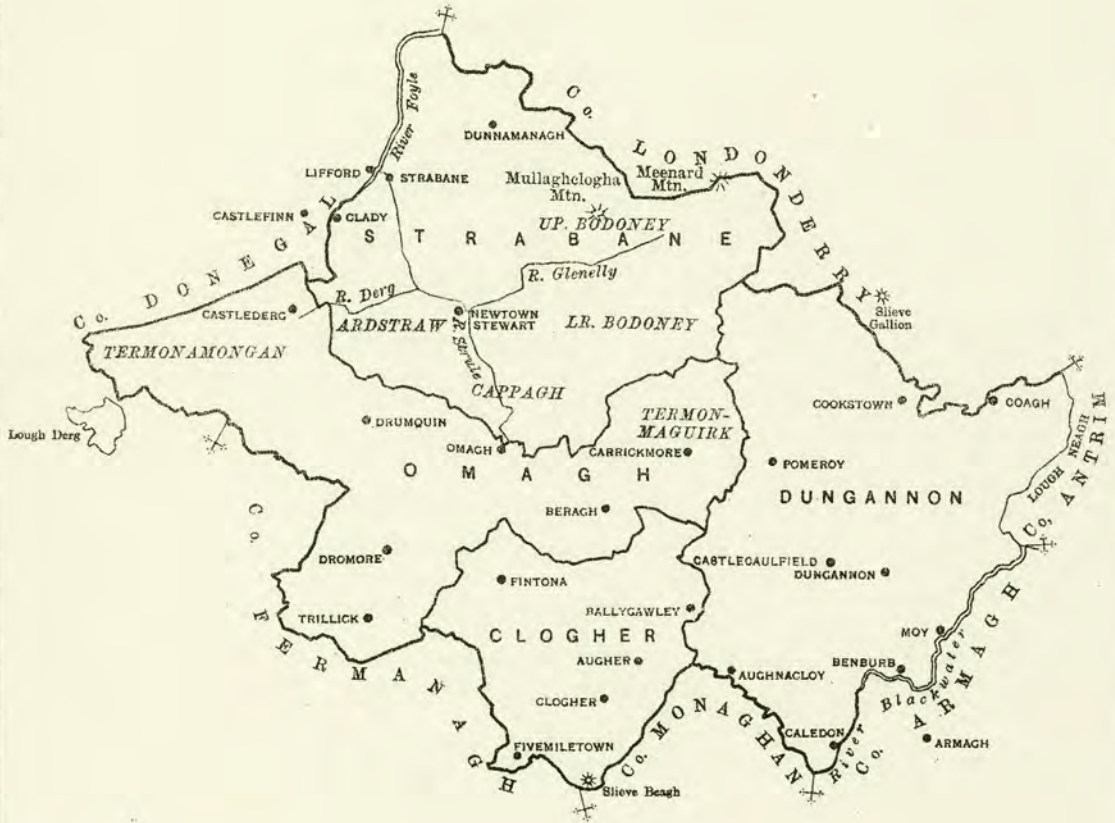 Co. LONDONDERRY
River Foyle
DUNNAMANAGH
LIFFORD
STRABANE
Mullaghclogha
Mtn.
Meenard
Mtn.
CASTLEFINN
CLADY
UP. BODONEY
STRABANE
Co. DONEGAL
R. Glenelly
R. Derg
CASTLEDERG
ARDSTRAW
NEWTOWN
STEWART
R. Strule
LR. BODONEY
Slieve
Gallion
TERMONAMONGAN
CAPPAGH
COOKSTOWN
COAGH
Lough Derg
DRUMQUIN
TERMON-
MAGUIRK
OMAGH
CARRICKMORE
POMEROY
LOUGH NEAGH
Co. ANTRIM
OMAGH
DUNGANNON
BERAGH
Co. FERMANAGH
DROMORE
CASTLECAULFIELD
DUNGANNON
FINTONA
TRILLICK
BALLYGAWLEY
MOY
CLOGHER
AUGHER
AUGHNACLOY
BENBURB
River Blackwater
Co. ARMAGH
CLOGHER
Co. MONAGHAN
CALEDON
ARMAGH
FIVEMILETOWN
Slieve Beagh